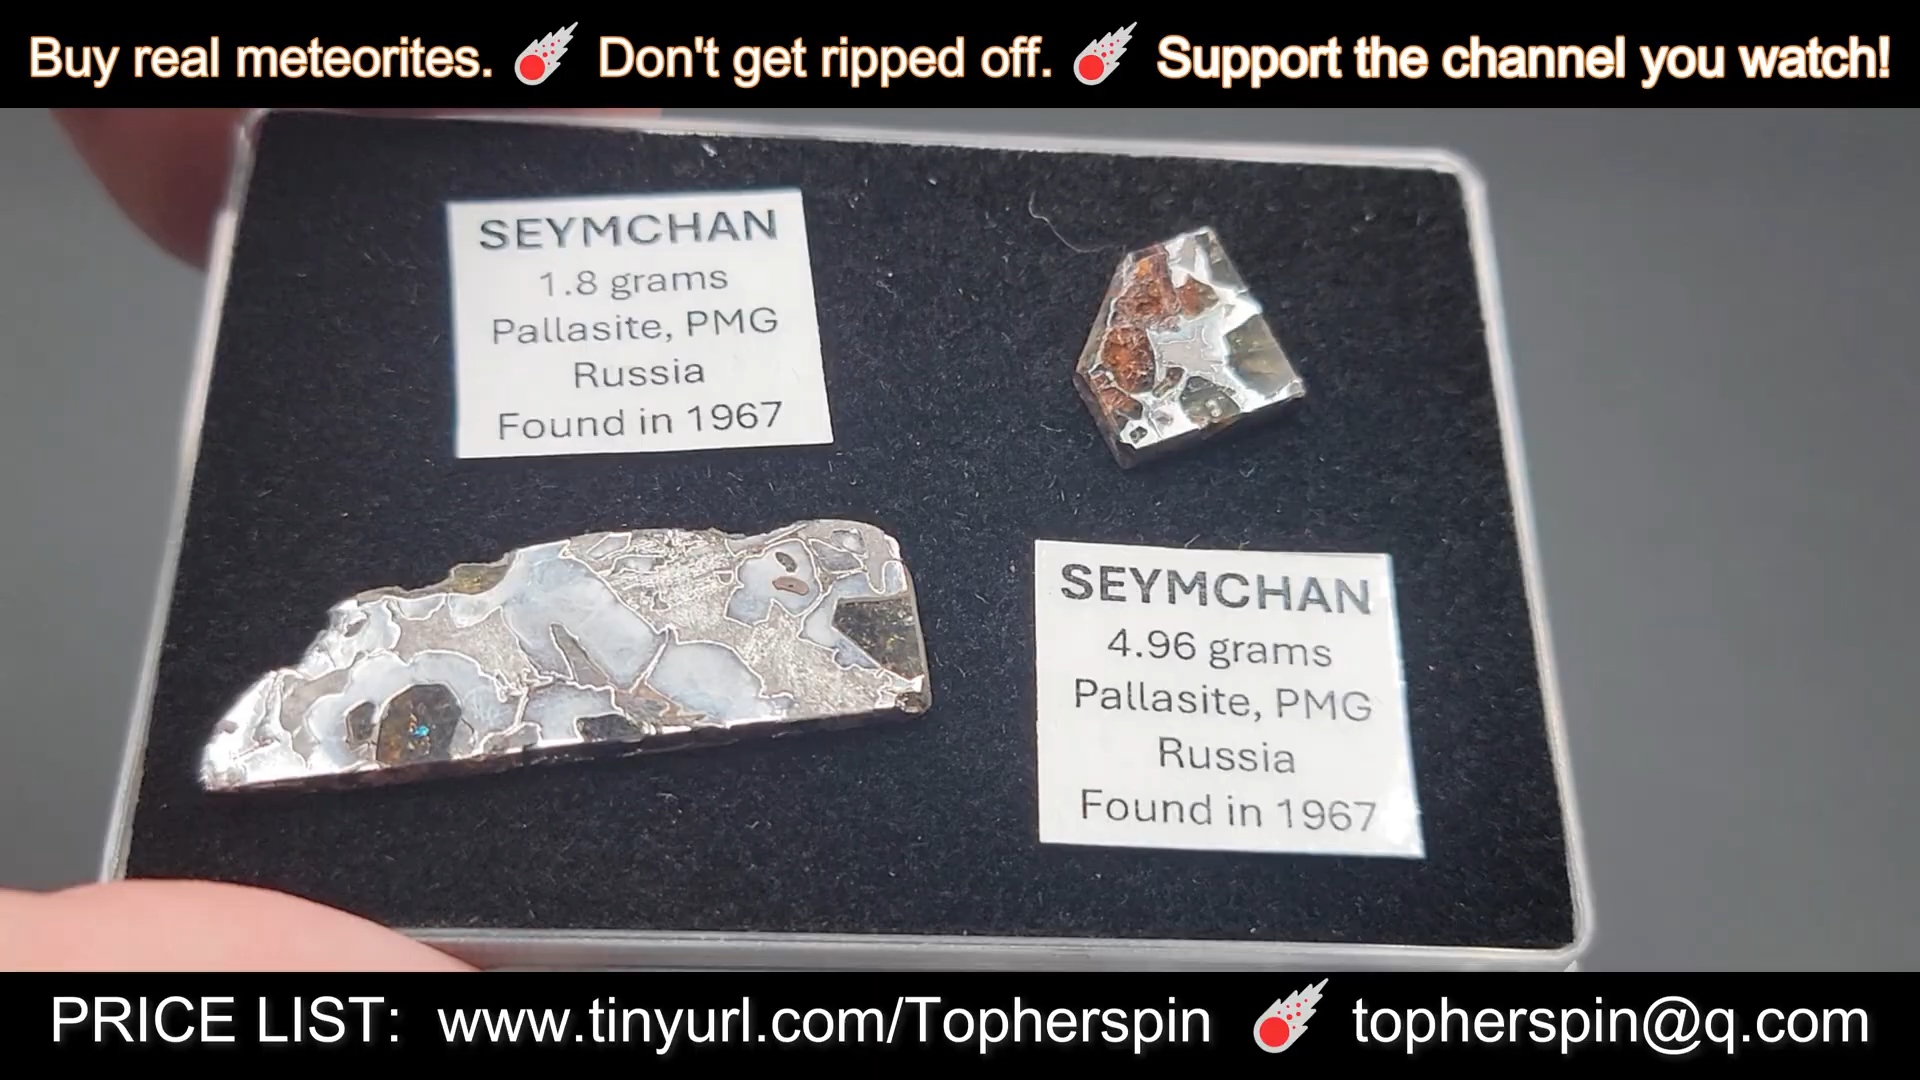 Buy real meteorites. Don't get ripped off. Support the channel you watch!
SEYMCHAN
1.8 grams
Pallasite, PMG
Russia
Found in 1967
SEYMCHAN
4.96 grams
Pallasite, PMG
Russia
Found in 1967
PRICE LIST: www.tinyurl.com/Topherspin topherspin@q.com